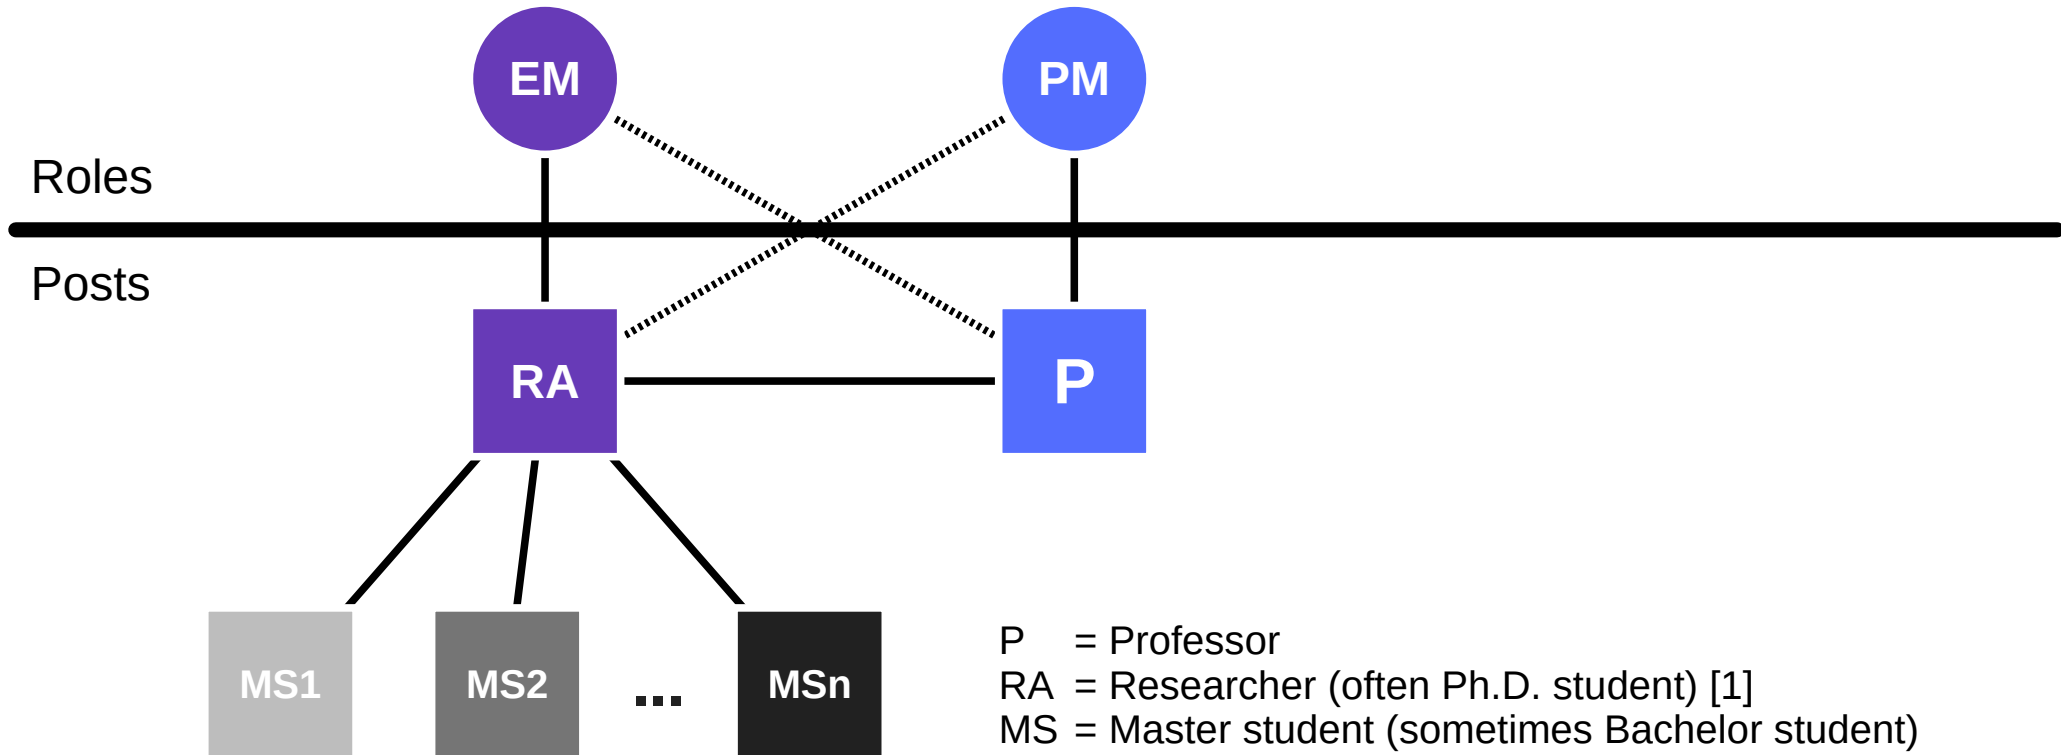 EM
PM
Roles
Posts
RA
P
MS1
MS2
...
MSn
P = Professor
RA = Researcher (often Ph.D. student) [1]
MS = Master student (sometimes Bachelor student)